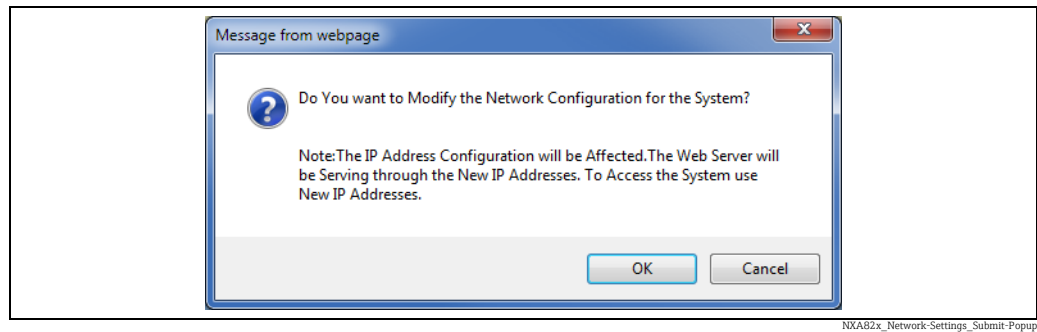 Message from webpage
Do You want to Modify the Network Configuration for the System?
Note:The IP Address Configuration will be Affected.The Web Server will
be Serving through the New IP Addresses. To Access the System use
New IP Addresses.
OK
Cancel
NXA82x_Network-Settings_Submit-Popup